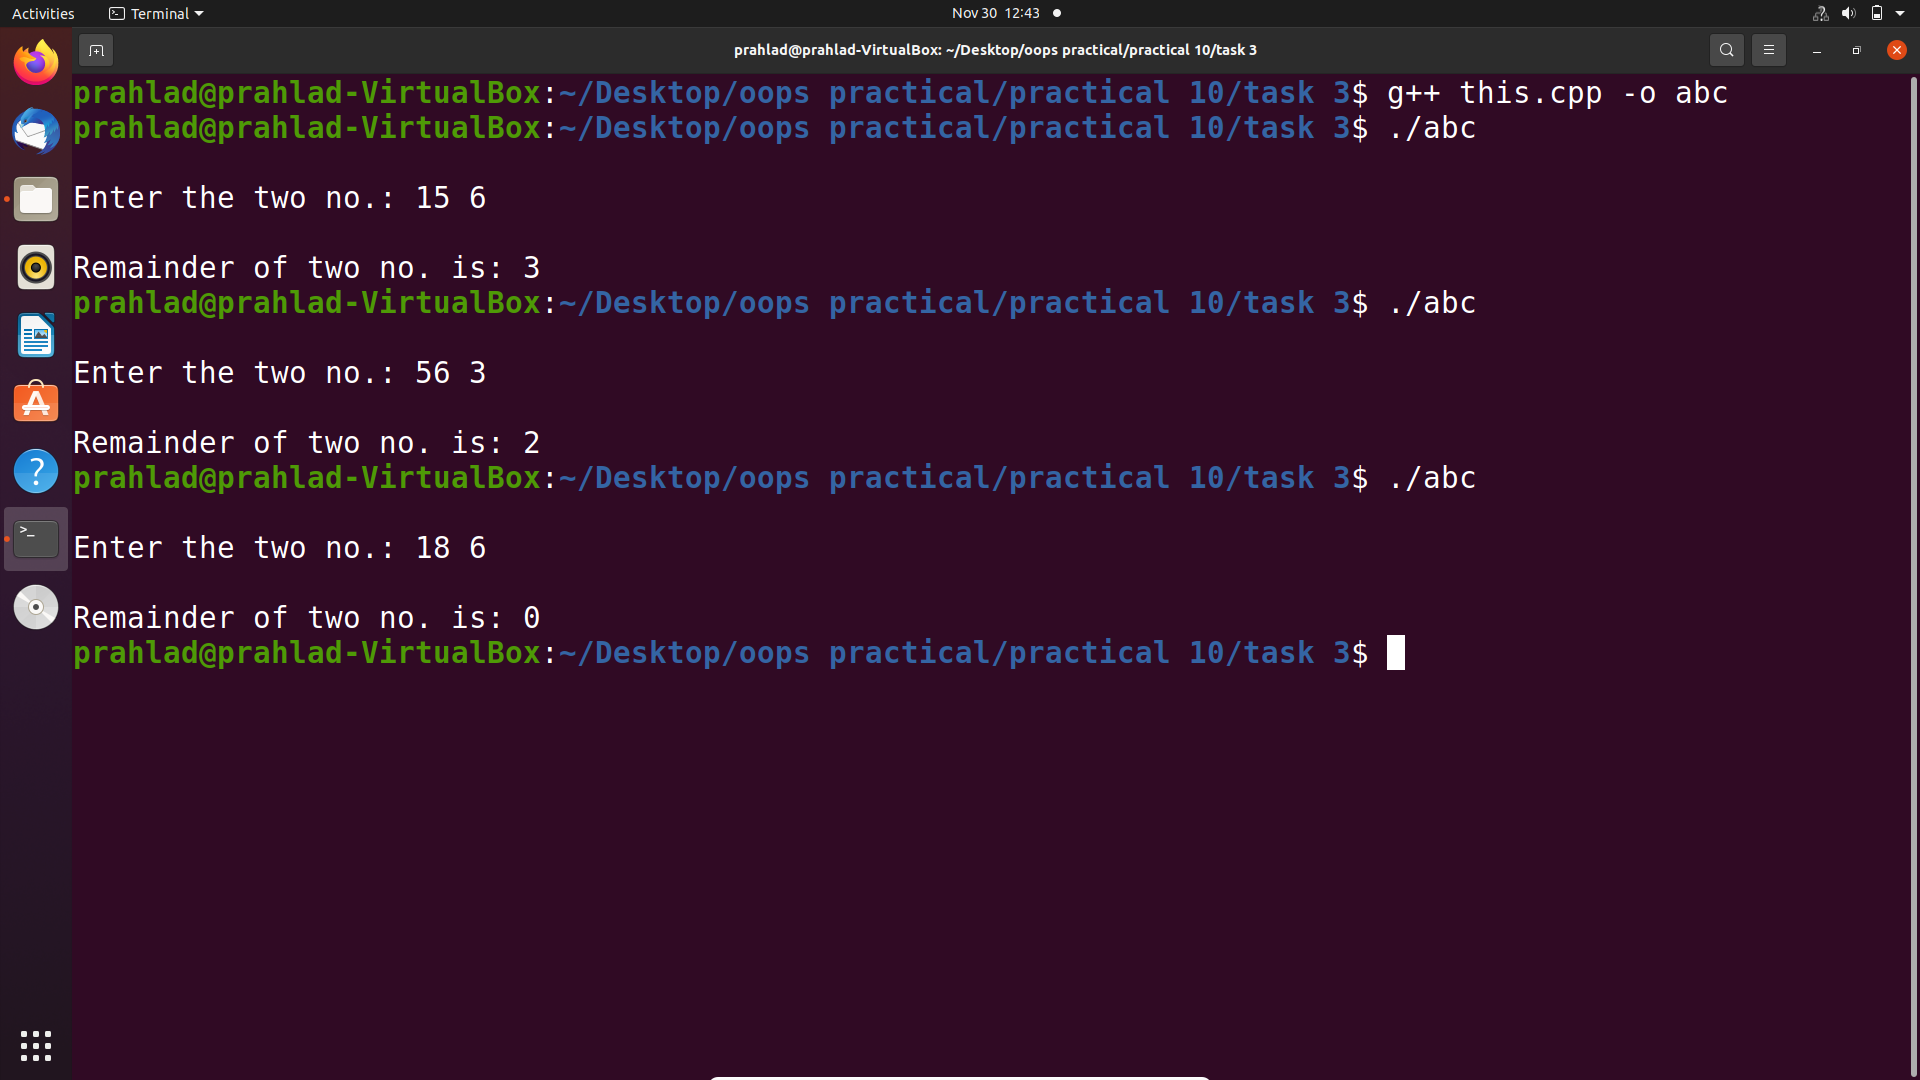 Activities
Terminal
Nov 30 12:43
prahlad@prahlad-VirtualBox: ~/Desktop/oops practical/practical 10/task 3
prahlad@prahlad-VirtualBox:~/Desktop/oops practical/practical 10/task 3$ g++ this.cpp -o abc
prahlad@prahlad-VirtualBox:~/Desktop/oops practical/practical 10/task 3$ ./abc
Enter the two no.: 15 6
Remainder of two no. is: 3
prahlad@prahlad-VirtualBox:~/Desktop/oops practical/practical 10/task 3$ ./abc
Enter the two no.: 56 3
Remainder of two no. is: 2
prahlad@prahlad-VirtualBox:~/Desktop/oops practical/practical 10/task 3$ ./abc
Enter the two no.: 18 6
Remainder of two no. is: 0
prahlad@prahlad-VirtualBox:~/Desktop/oops practical/practical 10/task 3$